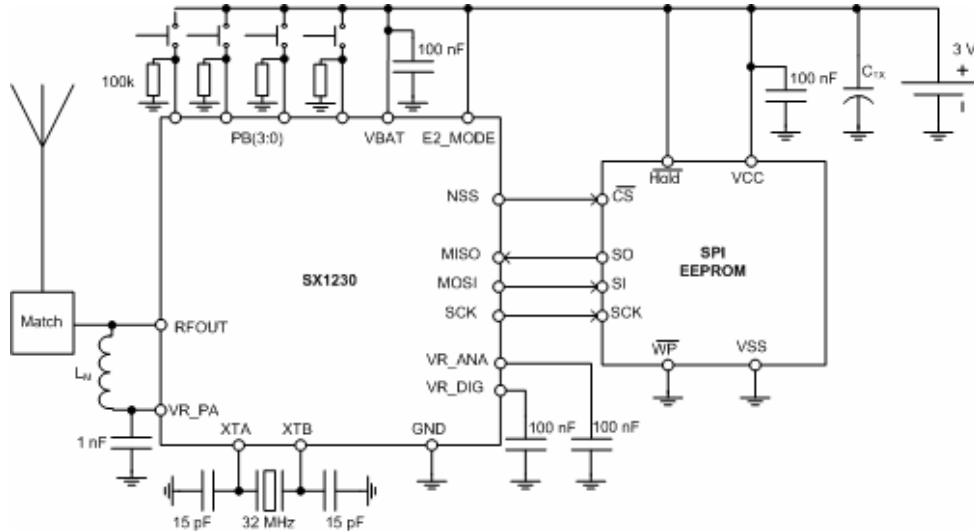 100 nF
3 V
+
100k
100 nF
C_TX
PB(3:0)
VBAT
E2_MODE
Hold
VCC
NSS
CS
MISO
SO
SPI
EEPROM
SX1230
MOSI
SI
SCK
SCK
Match
RFOUT
VR_ANA
WP
VSS
VR_DIG
VR_PA
XTA
XTB
GND
100 nF
100 nF
1 nF
15 pF
32 MHz
15 pF